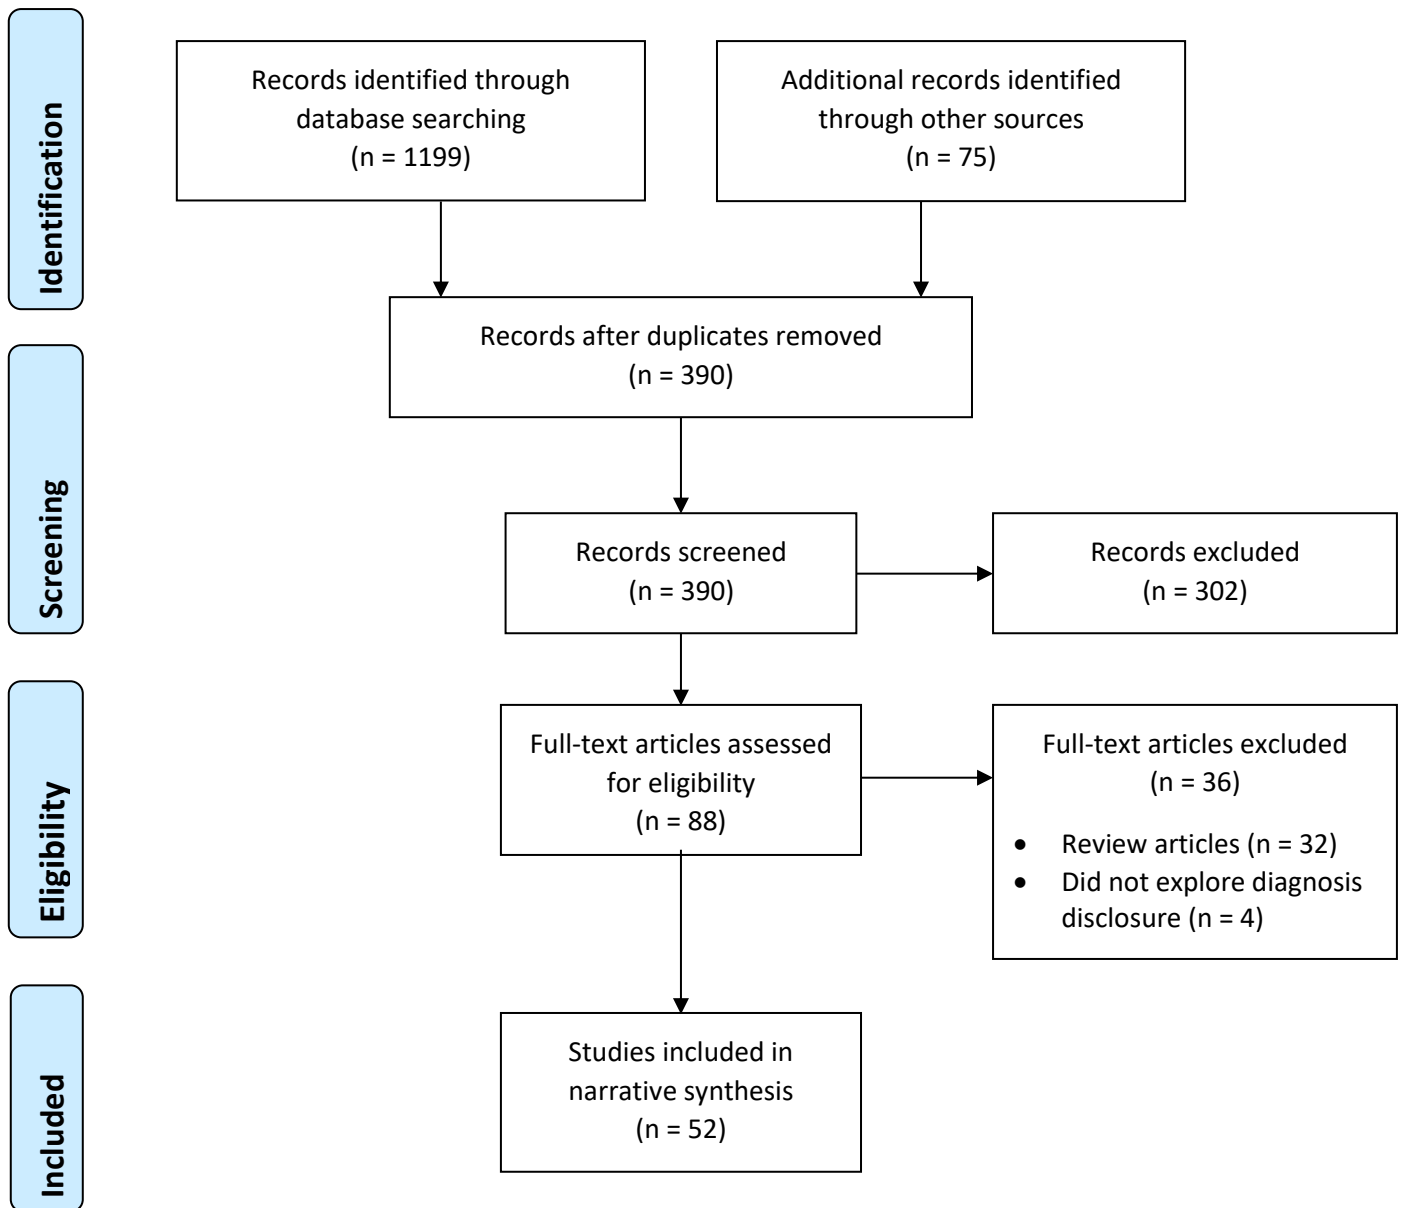 Identification
Records identified through
database searching
(n = 1199)
Additional records identified
through other sources
(n = 75)
Records after duplicates removed
(n = 390)
Screening
Records screened
(n = 390)
Records excluded
(n = 302)
Eligibility
Full-text articles assessed
for eligibility
(n = 88)
Full-text articles excluded
(n = 36)
• Review articles (n = 32)
• Did not explore diagnosis
disclosure (n = 4)
Included
Studies included in
narrative synthesis
(n = 52)